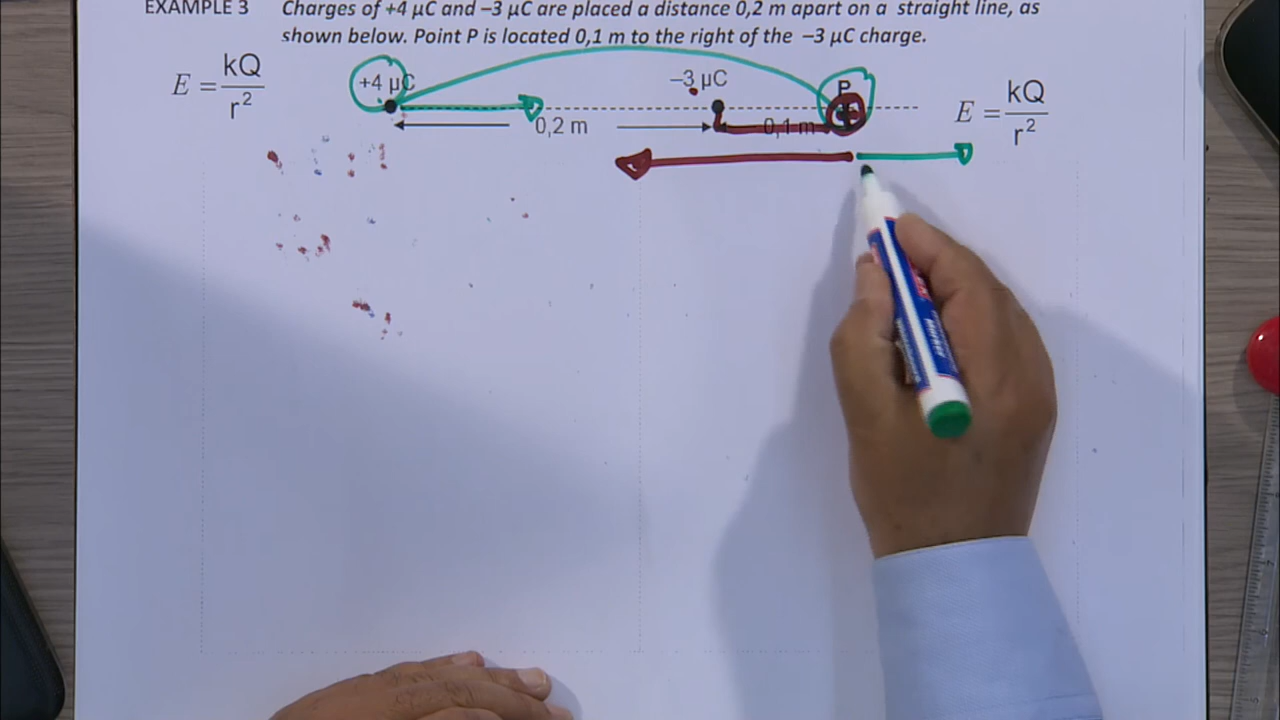 EXAMPLE 3 Charges of +4 µC and –3 µC are placed a distance 0,2 m apart on a straight line, as
shown below. Point P is located 0,1 m to the right of the –3 µC charge.
E = kQ / r²
+4 µC
–3 µC
P
E = kQ / r²
0,2 m
0,1 m